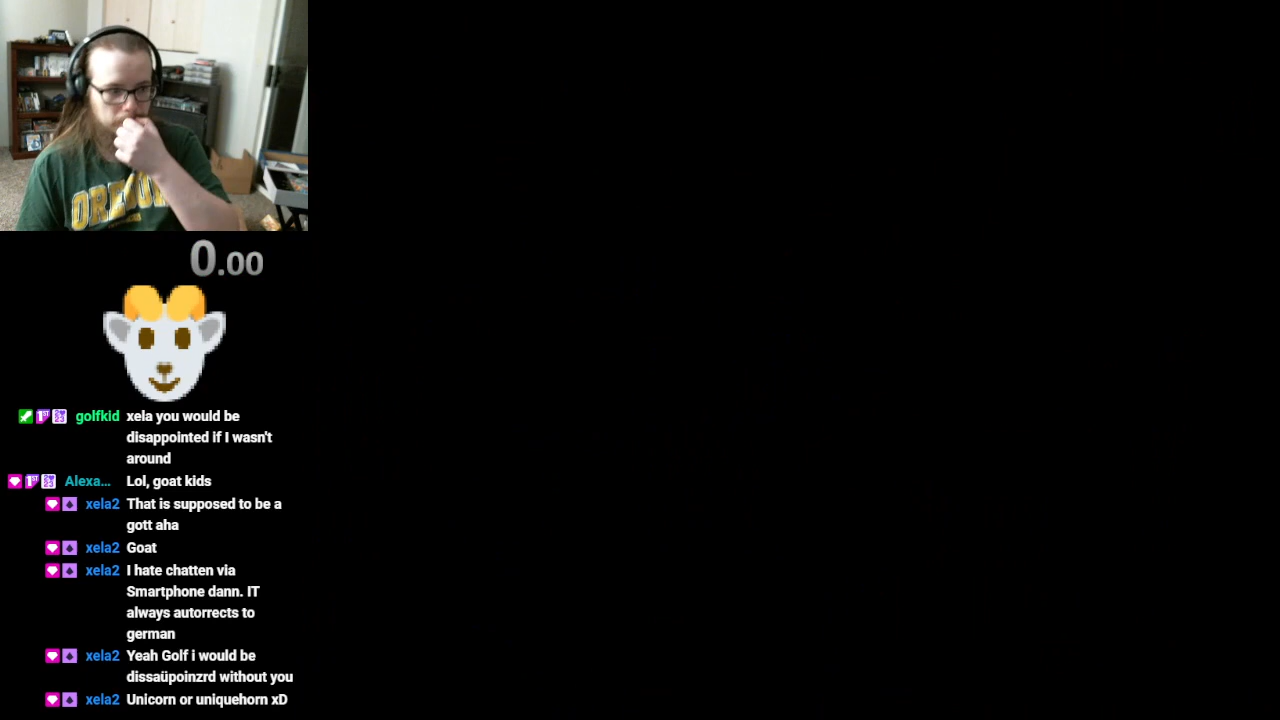 OREGON
0.00
golfkid xela you would be
disappointed if I wasn't
around
Alexa... Lol, goat kids
xela2 That is supposed to be a
gott aha
xela2 Goat
xela2 I hate chatten via
Smartphone dann. IT
always autorrects to
german
xela2 Yeah Golf i would be
dissaüpoinzrd without you
xela2 Unicorn or uniquehorn xD